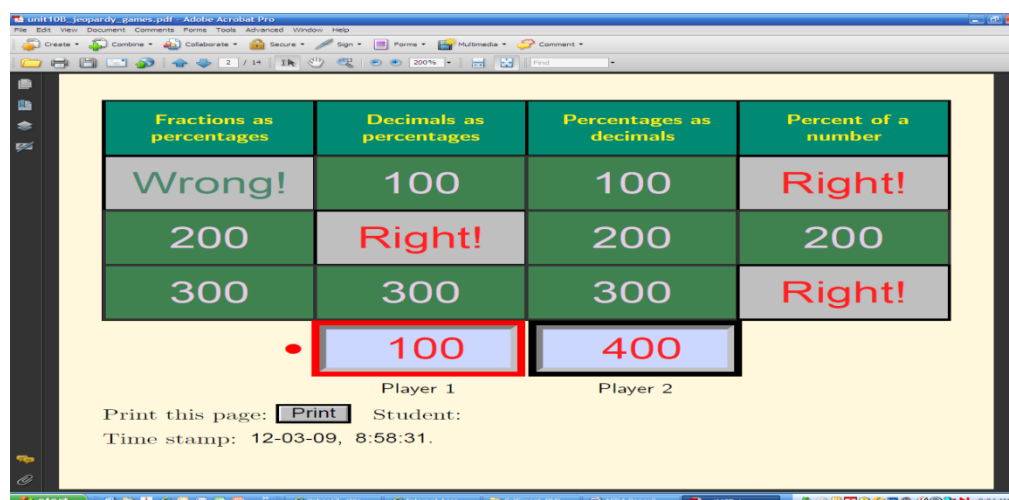 unit10B_jeopardy_games.pdf - Adobe Acrobat Pro
File Edit View Document Comments Forms Tools Advanced Window Help
Create Combine Collaborate Secure Sign Forms Multimedia Comment
2 / 14 200% Find
Fractions as percentages
Decimals as percentages
Percentages as decimals
Percent of a number
Wrong! 100 100 Right!
200 Right! 200 200
300 300 300 Right!
100 400
Player 1 Player 2
Print this page: Print Student:
Time stamp: 12-03-09, 8:58:31.